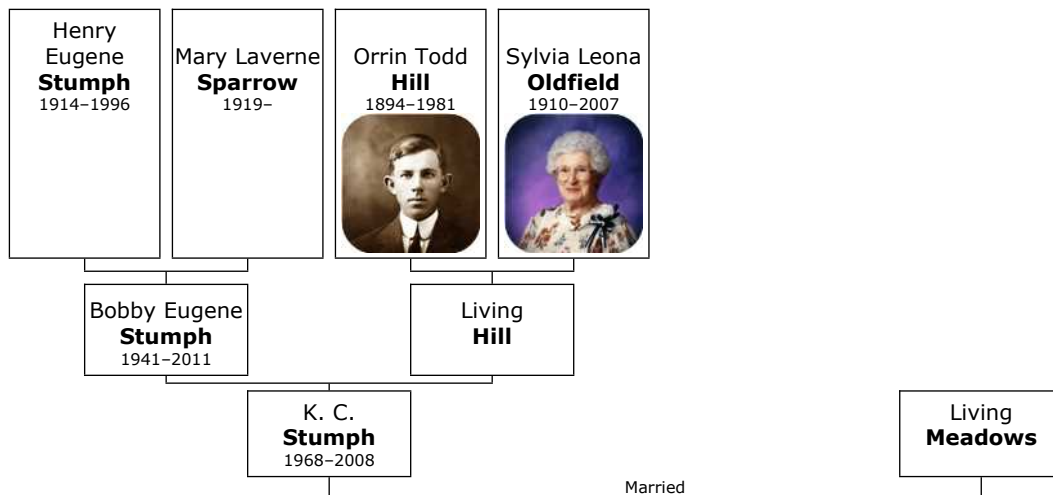 Henry
Eugene
Stumph
1914–1996
Mary Laverne
Sparrow
1919–
Orrin Todd
Hill
1894–1981
Sylvia Leona
Oldfield
1910–2007
Bobby Eugene
Stumph
1941–2011
Living
Hill
K. C.
Stumph
1968–2008
Living
Meadows
Married